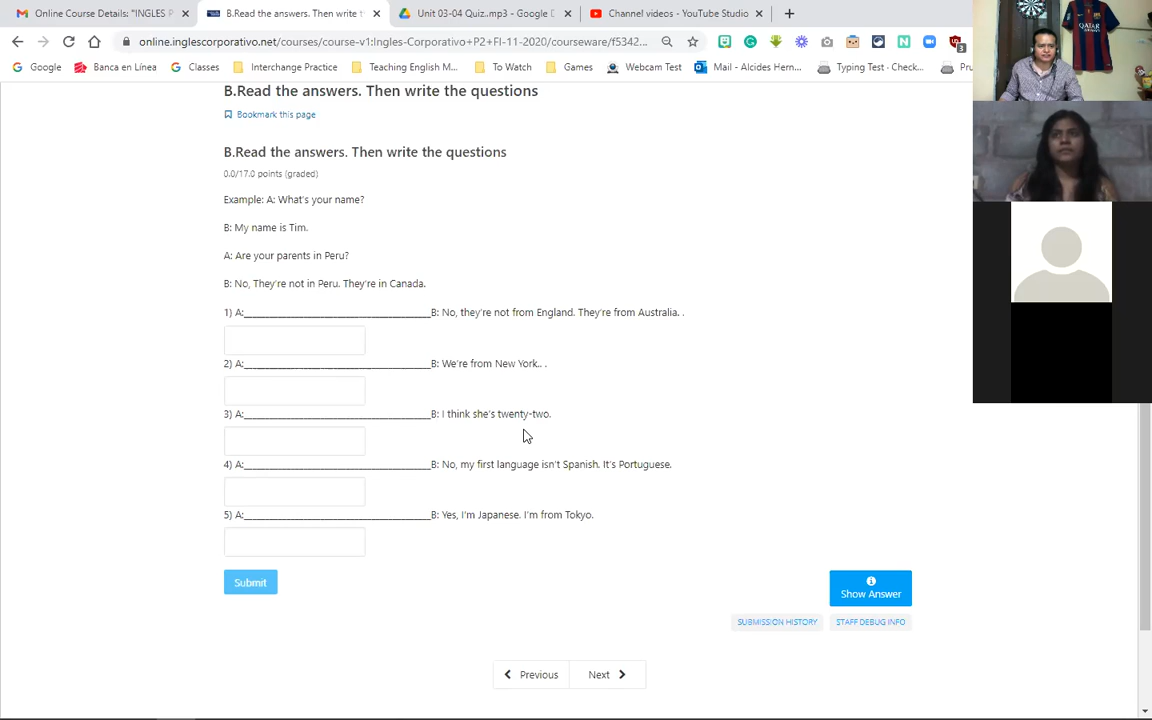 Online Course Details: "INGLES P
B.Read the answers. Then write t
Unit 03-04 Quiz..mp3 - Google D
Channel videos - YouTube Studio
online.inglescorporativo.net/courses/course-v1:Ingles-Corporativo+P2+FI-11-2020/courseware/f5342...
Google
Banca en Línea
Classes
Interchange Practice
Teaching English M...
To Watch
Games
Webcam Test
Mail - Alcides Hern...
Typing Test - Check...
Pru
B.Read the answers. Then write the questions
Bookmark this page
B.Read the answers. Then write the questions
0.0/17.0 points (graded)
Example: A: What's your name?
B: My name is Tim.
A: Are your parents in Peru?
B: No, They're not in Peru. They're in Canada.
1) A:______________________________________B: No, they're not from England. They're from Australia. .
2) A:______________________________________B: We're from New York.. .
3) A:______________________________________B: I think she's twenty-two.
4) A:______________________________________B: No, my first language isn't Spanish. It's Portuguese.
5) A:______________________________________B: Yes, I'm Japanese. I'm from Tokyo.
Submit
Show Answer
SUBMISSION HISTORY
STAFF DEBUG INFO
Previous
Next
QATAR